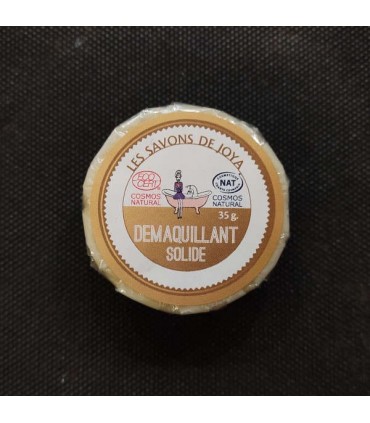 LES SAVONS DE JOYA
ECO
CERT
COSMOS
NATURAL
NAT
COSMOS
NATURAL
35 g.
DEMAQUILLANT
SOLIDE